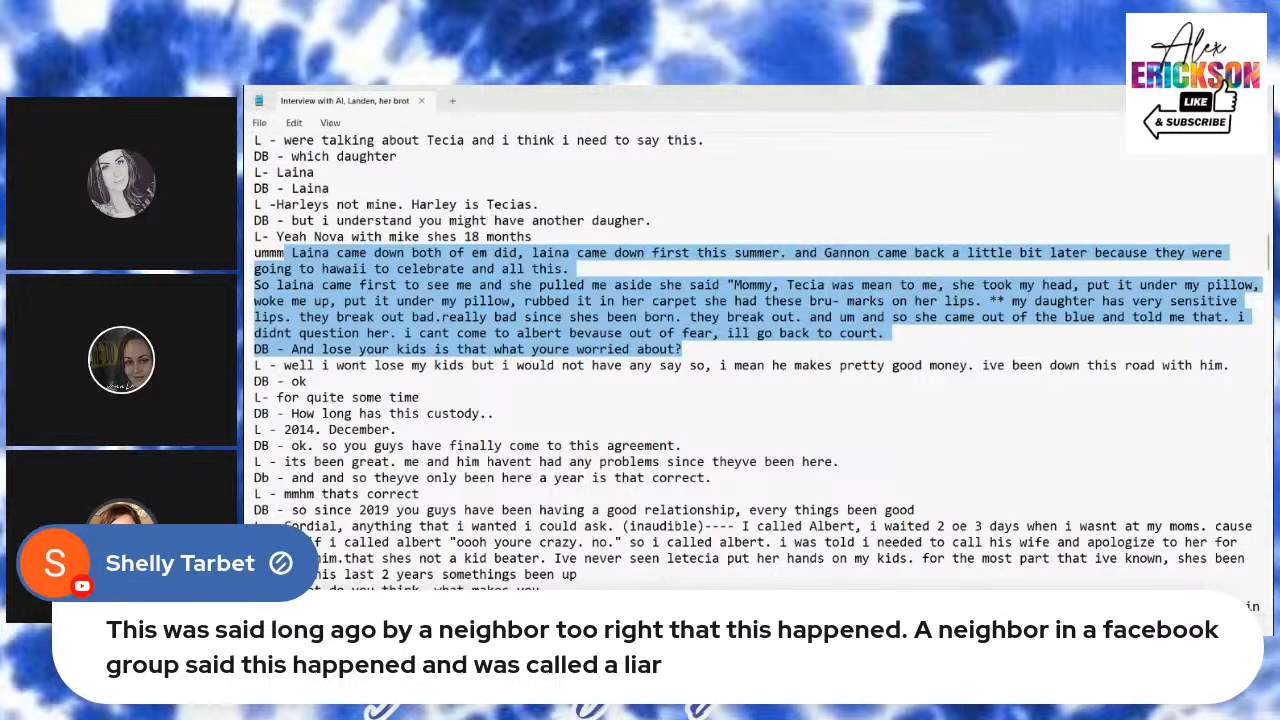 Alex
ERICKSON
LIKE
& SUBSCRIBE
Interview with Al, Landen, her brot
File Edit View
L - were talking about Tecia and i think i need to say this.
DB - which daughter
L- Laina
DB - Laina
L -Harleys not mine. Harley is Tecias.
DB - but i understand you might have another daugher.
L- Yeah Nova with mike shes 18 months
ummm Laina came down both of em did, laina came down first this summer. and Gannon came back a little bit later because they were
going to hawaii to celebrate and all this.
So laina came first to see me and she pulled me aside she said "Mommy, Tecia was mean to me, she took my head, put it under my pillow,
woke me up, put it under my pillow, rubbed it in her carpet she had these bru- marks on her lips. ** my daughter has very sensitive
lips. they break out bad.really bad since shes been born. they break out. and um and so she came out of the blue and told me that. i
didnt question her. i cant come to albert bevause out of fear, ill go back to court.
DB - And lose your kids is that what youre worried about?
L - well i wont lose my kids but i would not have any say so, i mean he makes pretty good money. ive been down this road with him.
DB - ok
L- for quite some time
DB - How long has this custody..
L - 2014. December.
DB - ok. so you guys have finally come to this agreement.
L - its been great. me and him havent had any problems since theyve been here.
Db - and and so theyve only been here a year is that correct.
L - mmhm thats correct
DB - so since 2019 you guys have been having a good relationship, every things been good
Cordial, anything that i wanted i could ask. (inaudible)---- I called Albert, i waited 2 oe 3 days when i wasnt at my moms. cause
if i called albert "oooh youre crazy. no." so i called albert. i was told i needed to call his wife and apologize to her for
him.that shes not a kid beater. Ive never seen letecia put her hands on my kids. for the most part that ive known, shes been
his last 2 years somethings been up
S
Shelly Tarbet
This was said long ago by a neighbor too right that this happened. A neighbor in a facebook
group said this happened and was called a liar